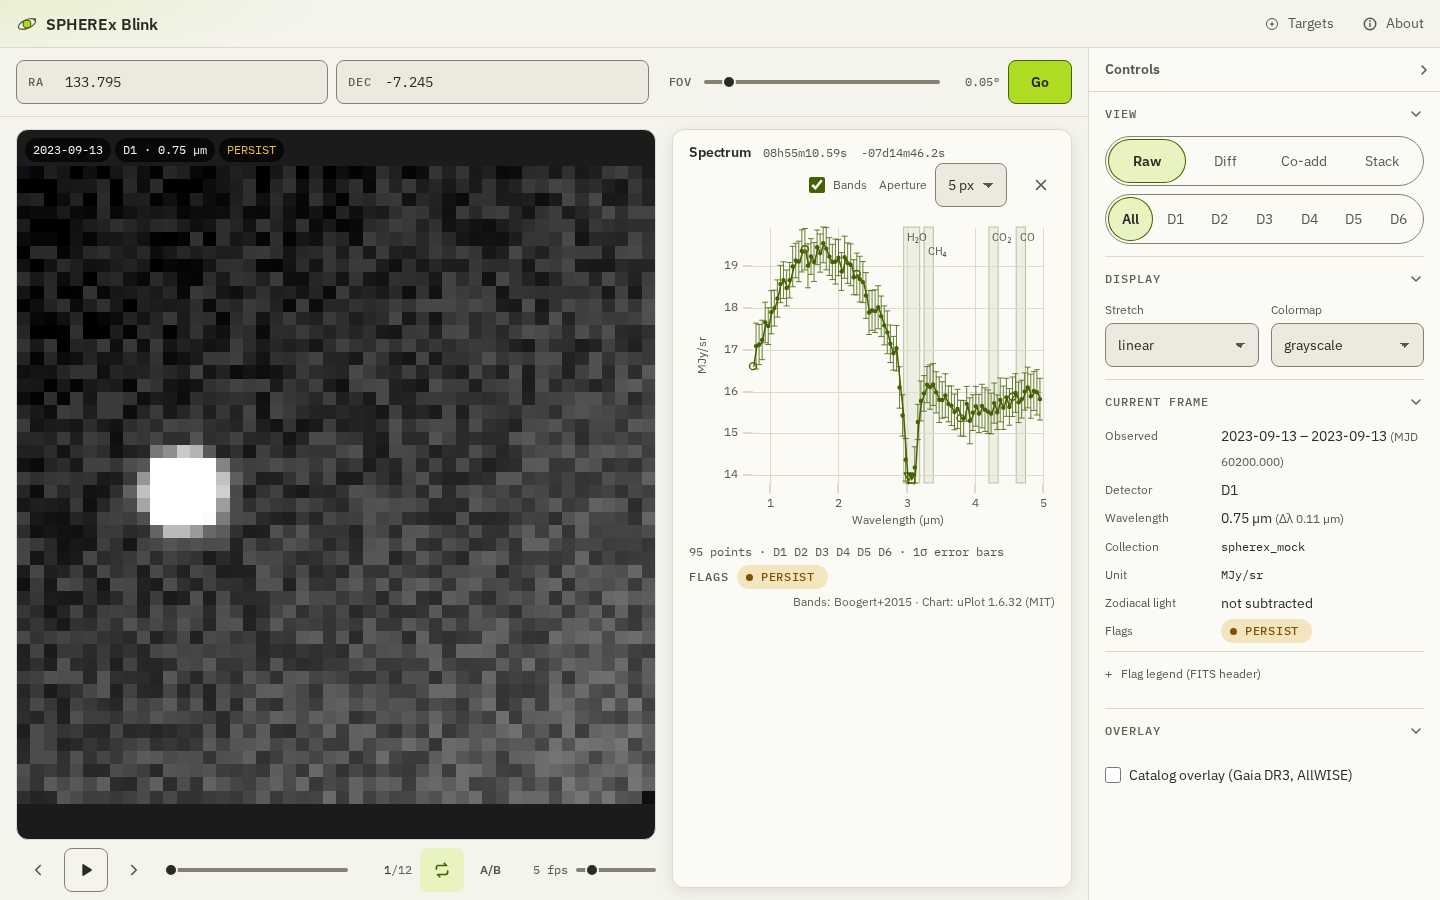 SPHEREx Blink
Targets
About
RA 133.795
DEC -7.245
FOV
0.05°
Go
2023-09-13
D1 · 0.75 µm
PERSIST
1/12
A/B
5 fps
Spectrum 08h55m10.59s -07d14m46.2s
Bands Aperture 5 px
H₂O
CO₂
CO
CH₄
19
18
17
16
15
14
MJy/sr
1 2 3 4 5
Wavelength (µm)
95 points · D1 D2 D3 D4 D5 D6 · 1σ error bars
FLAGS PERSIST
Bands: Boogert+2015 · Chart: uPlot 1.6.32 (MIT)
Controls
VIEW
Raw Diff Co-add Stack
All D1 D2 D3 D4 D5 D6
DISPLAY
Stretch Colormap
linear grayscale
CURRENT FRAME
Observed 2023-09-13 – 2023-09-13 (MJD
60200.000)
Detector D1
Wavelength 0.75 µm (Δλ 0.11 µm)
Collection spherex_mock
Unit MJy/sr
Zodiacal light not subtracted
Flags PERSIST
+ Flag legend (FITS header)
OVERLAY
Catalog overlay (Gaia DR3, AllWISE)